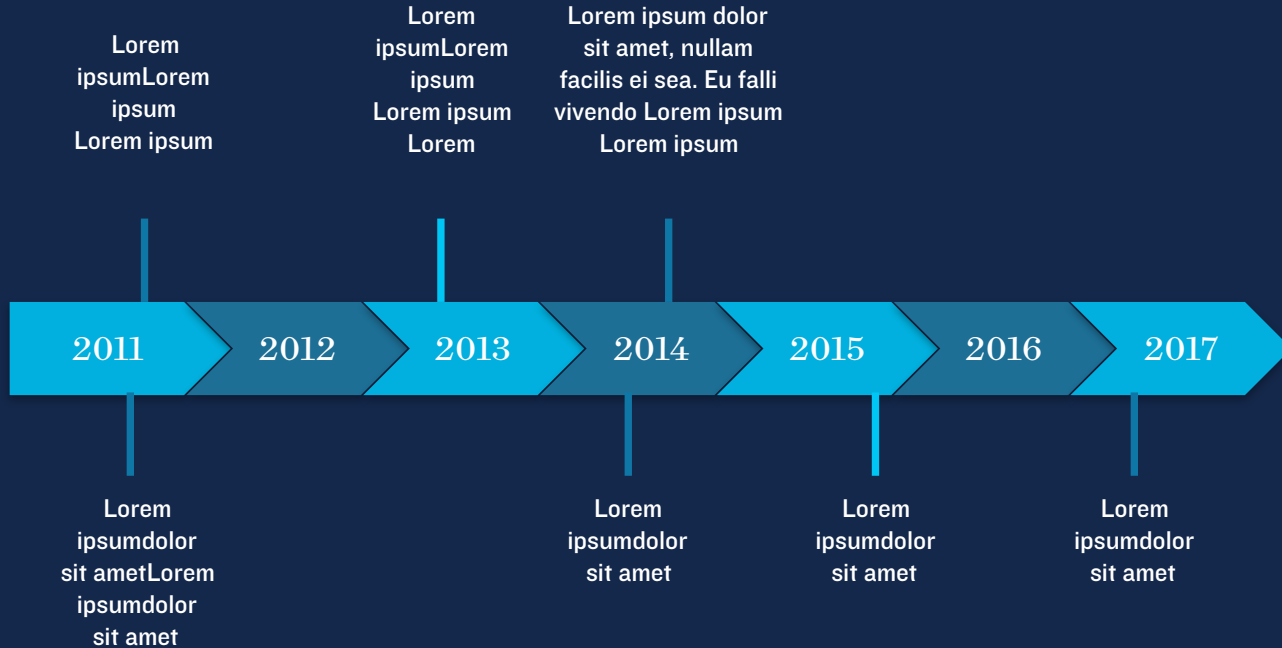 Lorem
ipsumLorem
ipsum
Lorem ipsum
Lorem
ipsumLorem
ipsum
Lorem ipsum
Lorem
Lorem ipsum dolor
sit amet, nullam
facilis ei sea. Eu falli
vivendo Lorem ipsum
Lorem ipsum
2011
2012
2013
2014
2015
2016
2017
Lorem
ipsumdolor
sit ametLorem
ipsumdolor
sit amet
Lorem
ipsumdolor
sit amet
Lorem
ipsumdolor
sit amet
Lorem
ipsumdolor
sit amet